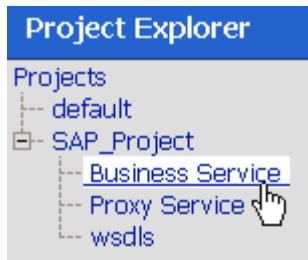 Project Explorer
Projects
default
SAP_Project
Business Service
Proxy Service
wsdls